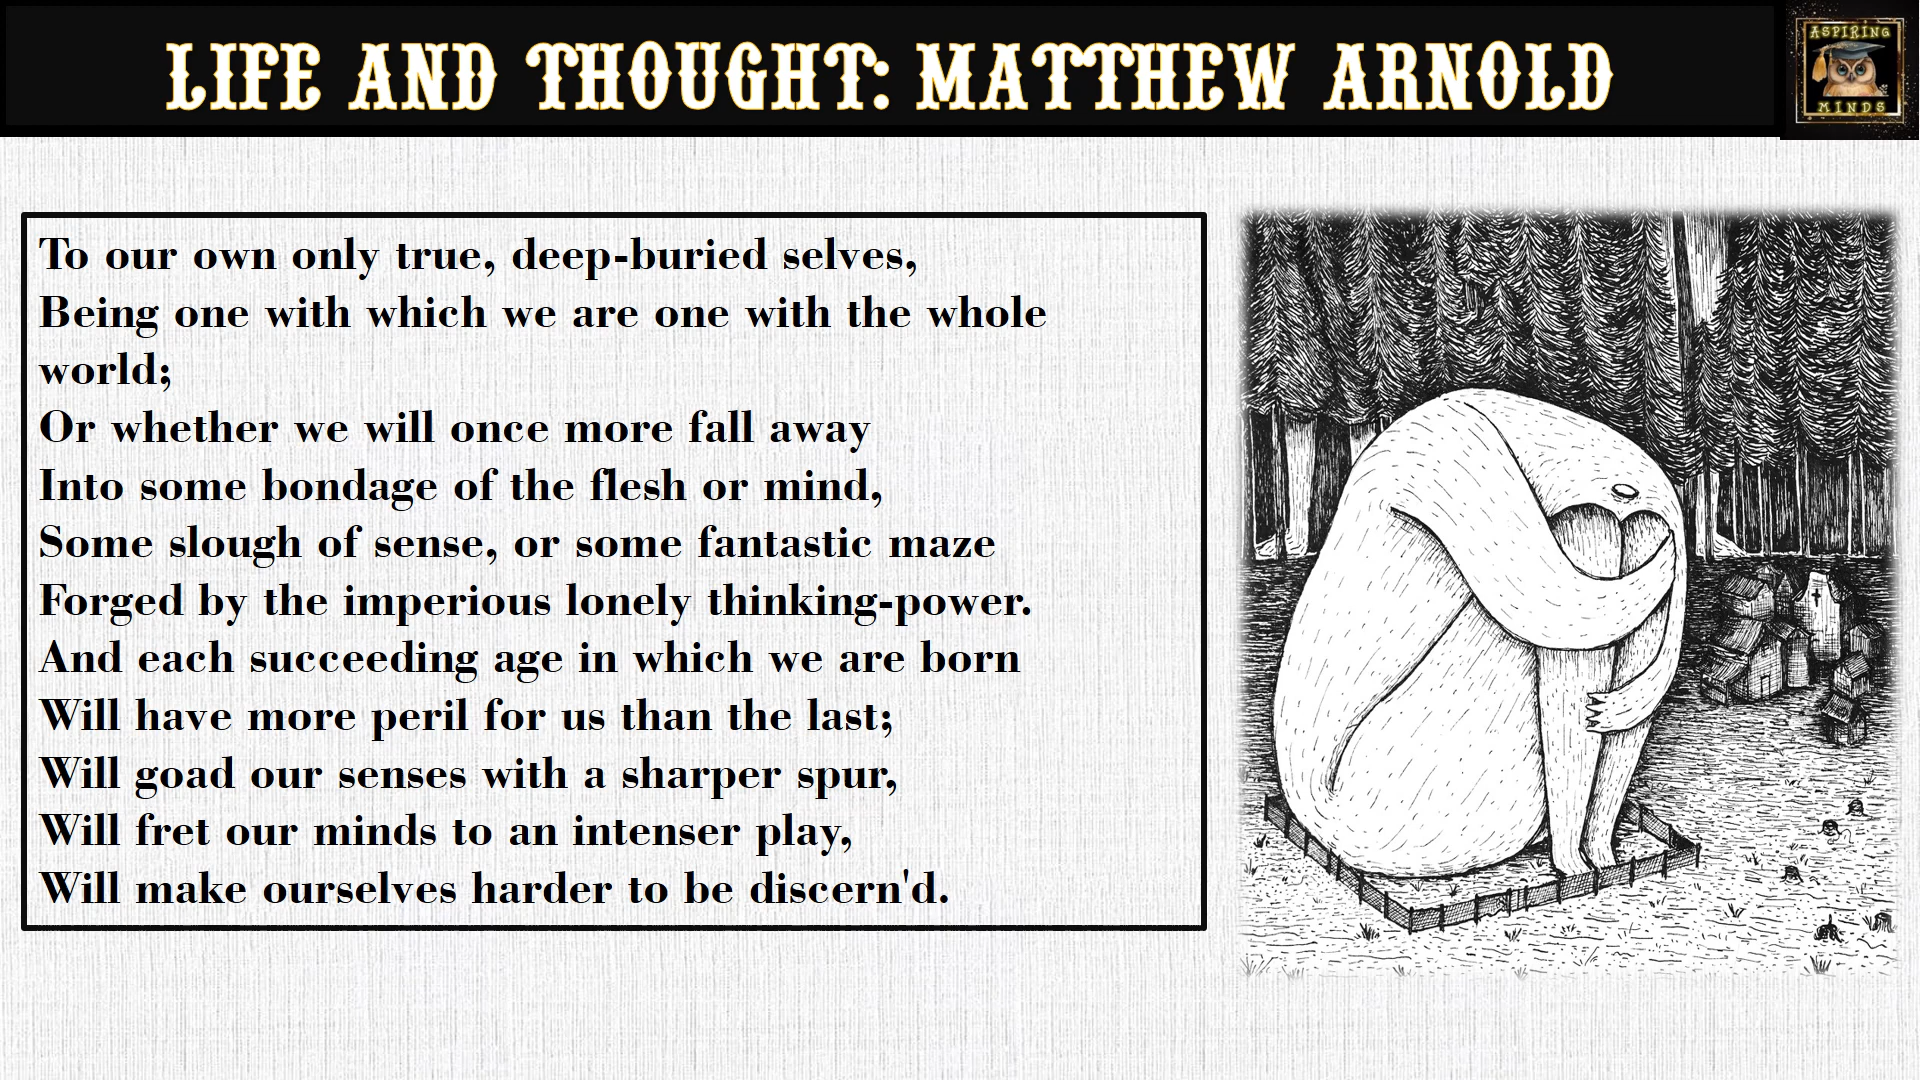 LIFE AND THOUGHT: MATTHEW ARNOLD
ASPIRING
MINDS
To our own only true, deep-buried selves,
Being one with which we are one with the whole
world;
Or whether we will once more fall away
Into some bondage of the flesh or mind,
Some slough of sense, or some fantastic maze
Forged by the imperious lonely thinking-power.
And each succeeding age in which we are born
Will have more peril for us than the last;
Will goad our senses with a sharper spur,
Will fret our minds to an intenser play,
Will make ourselves harder to be discern'd.